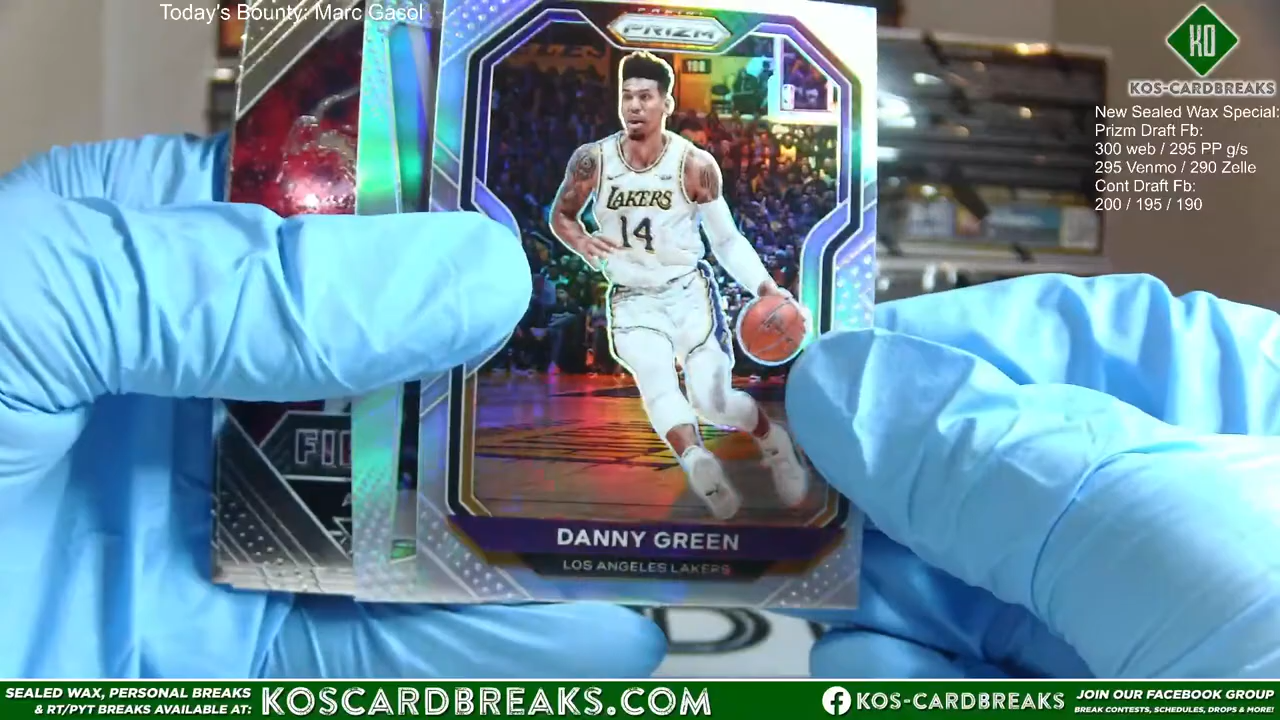 Today's Bounty: Marc Gasol
KO
KOS-CARDBREAKS
New Sealed Wax Special:
Prizm Draft Fb:
300 web / 295 PP g/s
295 Venmo / 290 Zelle
Cont Draft Fb:
200 / 195 / 190
PRIZM
LAKERS
14
DANNY GREEN
LOS ANGELES LAKERS
SEALED WAX, PERSONAL BREAKS
& RT/PYT BREAKS AVAILABLE AT:
KOSCARDBREAKS.COM
KOS-CARDBREAKS
JOIN OUR FACEBOOK GROUP
BREAK CONTESTS, SCHEDULES, DROPS & MORE!